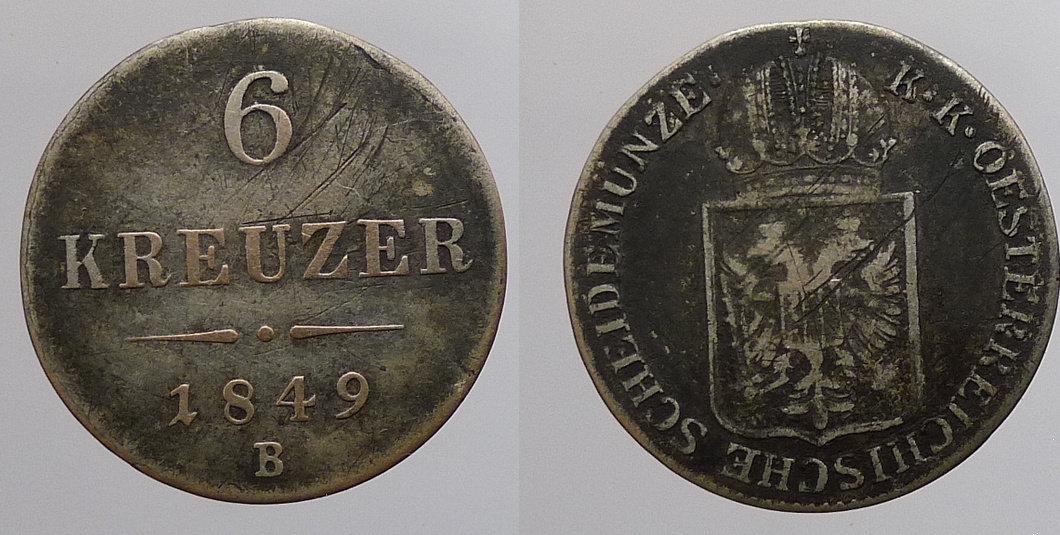 6
KREUZER
1849
B
K·K·OESTERREICHISCHE SCHEIDEMUNZE·